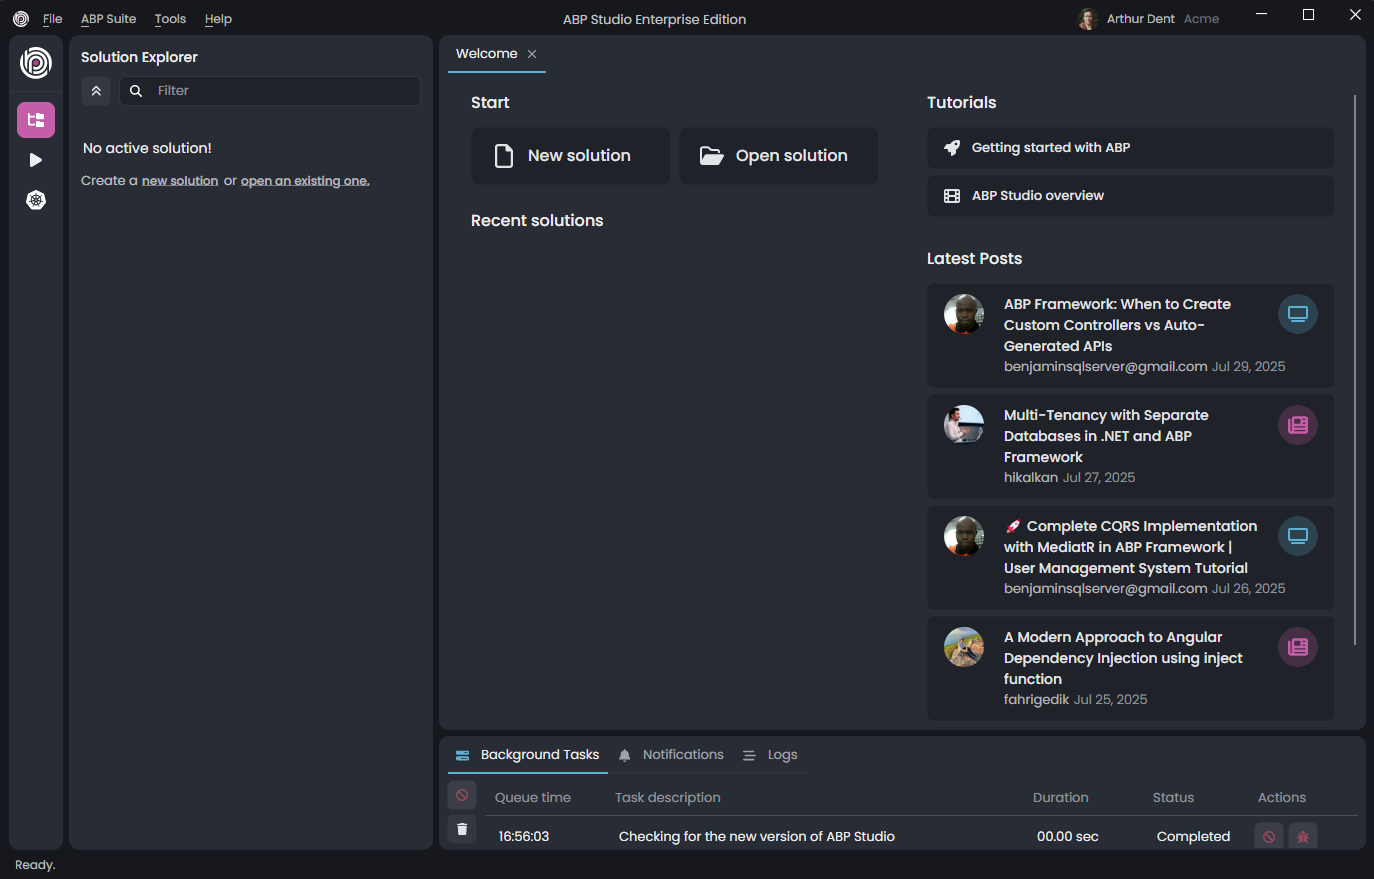 File ABP Suite Tools Help
ABP Studio Enterprise Edition
Arthur Dent Acme
Solution Explorer
Filter
No active solution!
Create a new solution or open an existing one.
Welcome
Start
New solution
Open solution
Recent solutions
Tutorials
Getting started with ABP
ABP Studio overview
Latest Posts
ABP Framework: When to Create
Custom Controllers vs Auto-
Generated APIs
benjaminsqlserver@gmail.com Jul 29, 2025
Multi-Tenancy with Separate
Databases in .NET and ABP
Framework
hikalkan Jul 27, 2025
🚀 Complete CQRS Implementation
with MediatR in ABP Framework |
User Management System Tutorial
benjaminsqlserver@gmail.com Jul 26, 2025
A Modern Approach to Angular
Dependency Injection using inject
function
fahrigedik Jul 25, 2025
Background Tasks Notifications Logs
Queue time Task description Duration Status Actions
16:56:03 Checking for the new version of ABP Studio 00.00 sec Completed
Ready.